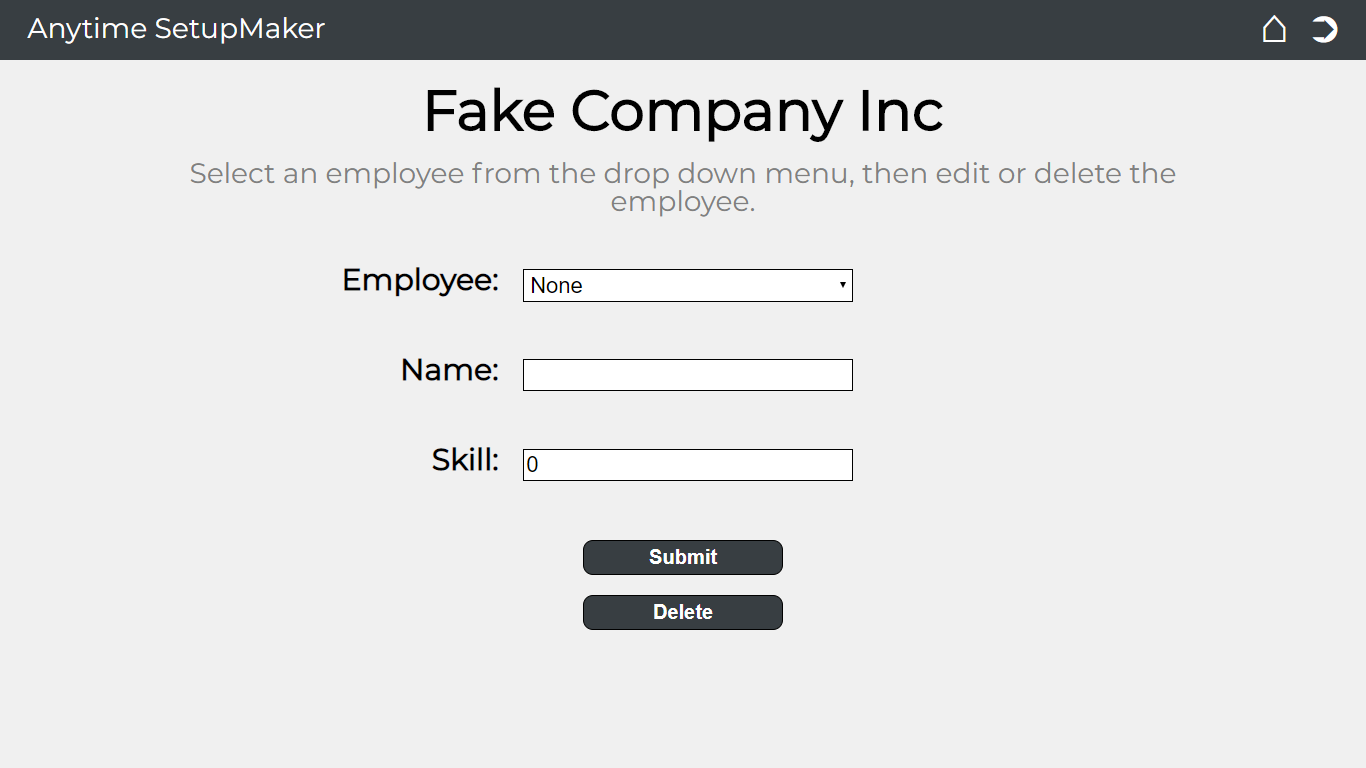 Anytime SetupMaker
Fake Company Inc
Select an employee from the drop down menu, then edit or delete the
employee.
Employee: None
Name:
Skill: 0
Submit
Delete